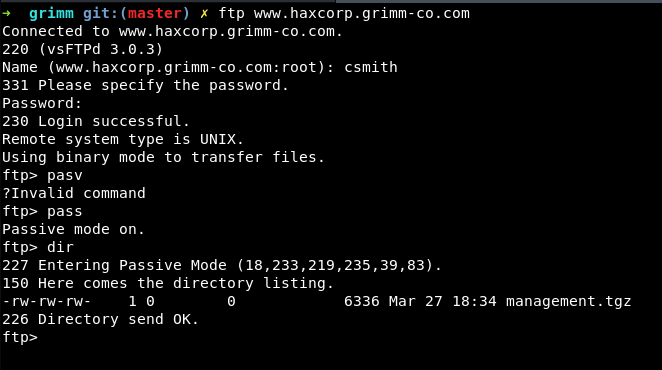 ➜  grimm git:(master) ✗ ftp www.haxcorp.grimm-co.com
Connected to www.haxcorp.grimm-co.com.
220 (vsFTPd 3.0.3)
Name (www.haxcorp.grimm-co.com:root): csmith
331 Please specify the password.
Password:
230 Login successful.
Remote system type is UNIX.
Using binary mode to transfer files.
ftp> pasv
?Invalid command
ftp> pass
Passive mode on.
ftp> dir
227 Entering Passive Mode (18,233,219,235,39,83).
150 Here comes the directory listing.
-rw-rw-rw-    1 0        0            6336 Mar 27 18:34 management.tgz
226 Directory send OK.
ftp>